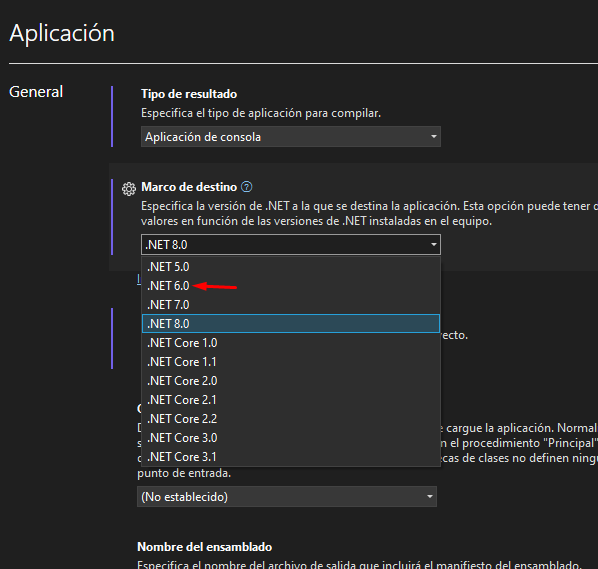 Aplicación
General
Tipo de resultado
Especifica el tipo de aplicación para compilar.
Aplicación de consola
Marco de destino
Especifica la versión de .NET a la que se destina la aplicación. Esta opción puede tener
valores en función de las versiones de .NET instaladas en el equipo.
.NET 8.0
.NET 5.0
.NET 6.0
.NET 7.0
.NET 8.0
.NET Core 1.0
.NET Core 1.1
.NET Core 2.0
.NET Core 2.1
.NET Core 2.2
.NET Core 3.0
.NET Core 3.1
ecto.
e cargue la aplicación. Normal
n el procedimiento "Principal"
ecas de clases no definen ning
punto de entrada.
(No establecido)
Nombre del ensamblado
Especifica el nombre del archivo de salida que incluirá el manifiesto del ensamblado.